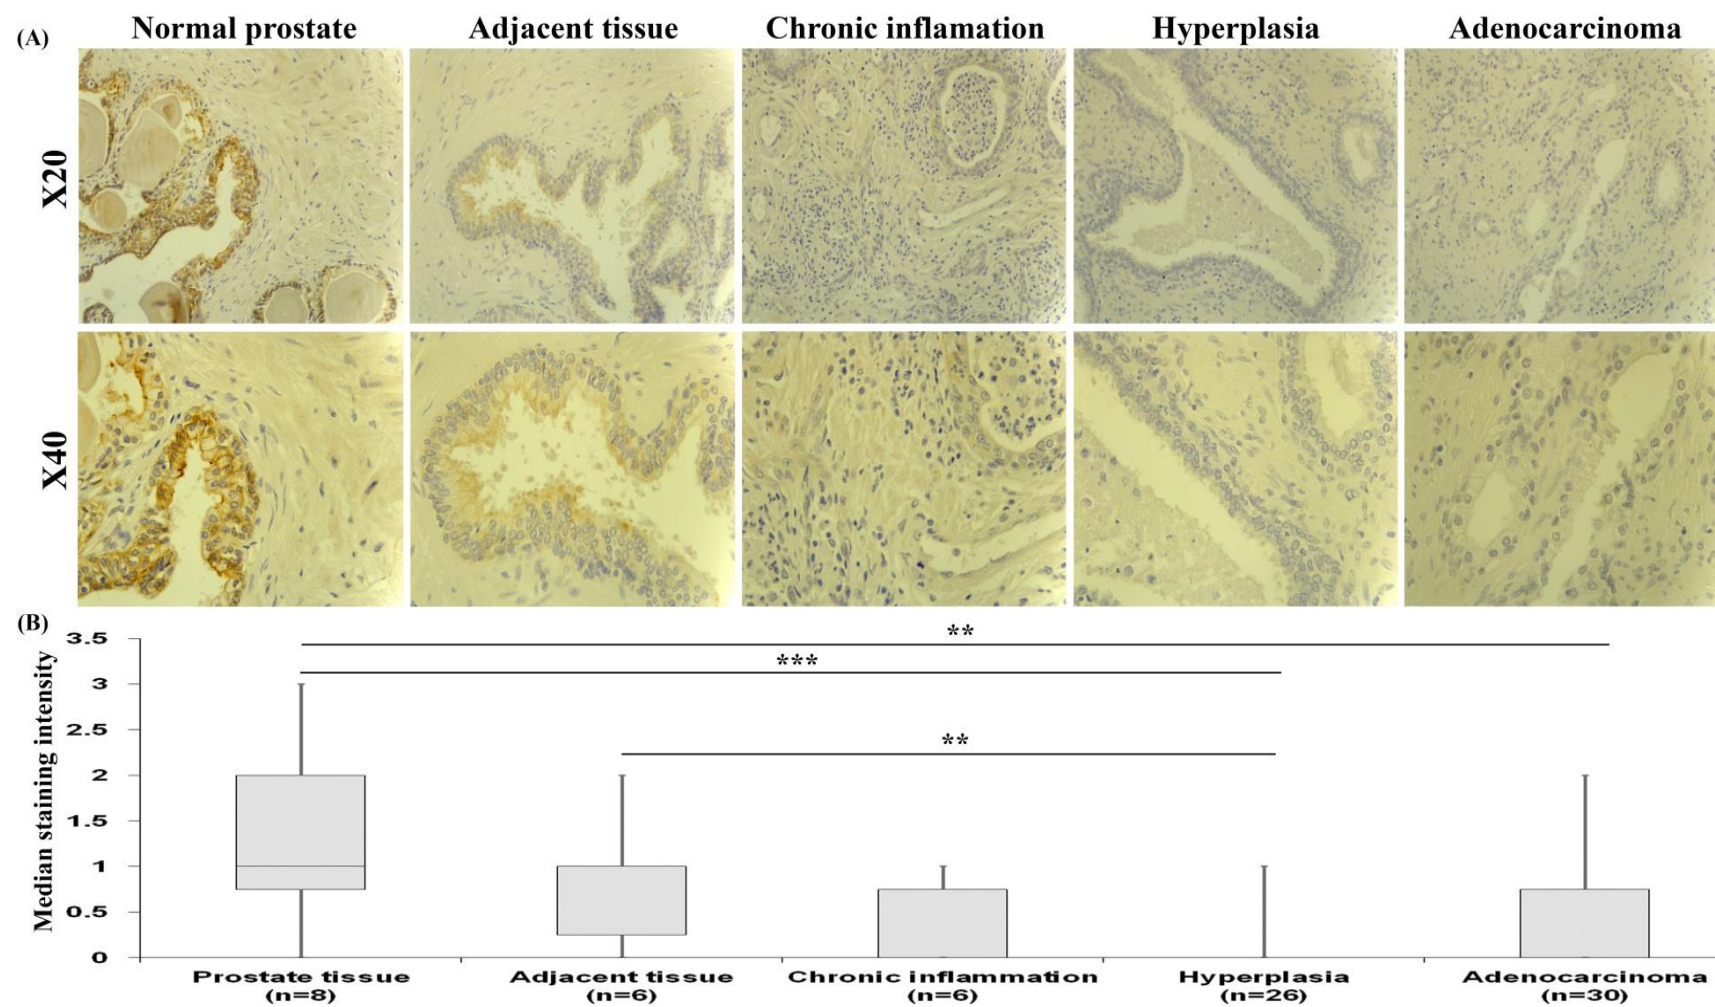 (A)
Normal prostate
Adjacent tissue
Chronic inflamation
Hyperplasia
Adenocarcinoma
X20
X40
(B)
Median staining intensity
3.5
3
2.5
2
1.5
1
0.5
0
**
***
**
Prostate tissue
(n=8)
Adjacent tissue
(n=6)
Chronic inflammation
(n=6)
Hyperplasia
(n=26)
Adenocarcinoma
(n=30)